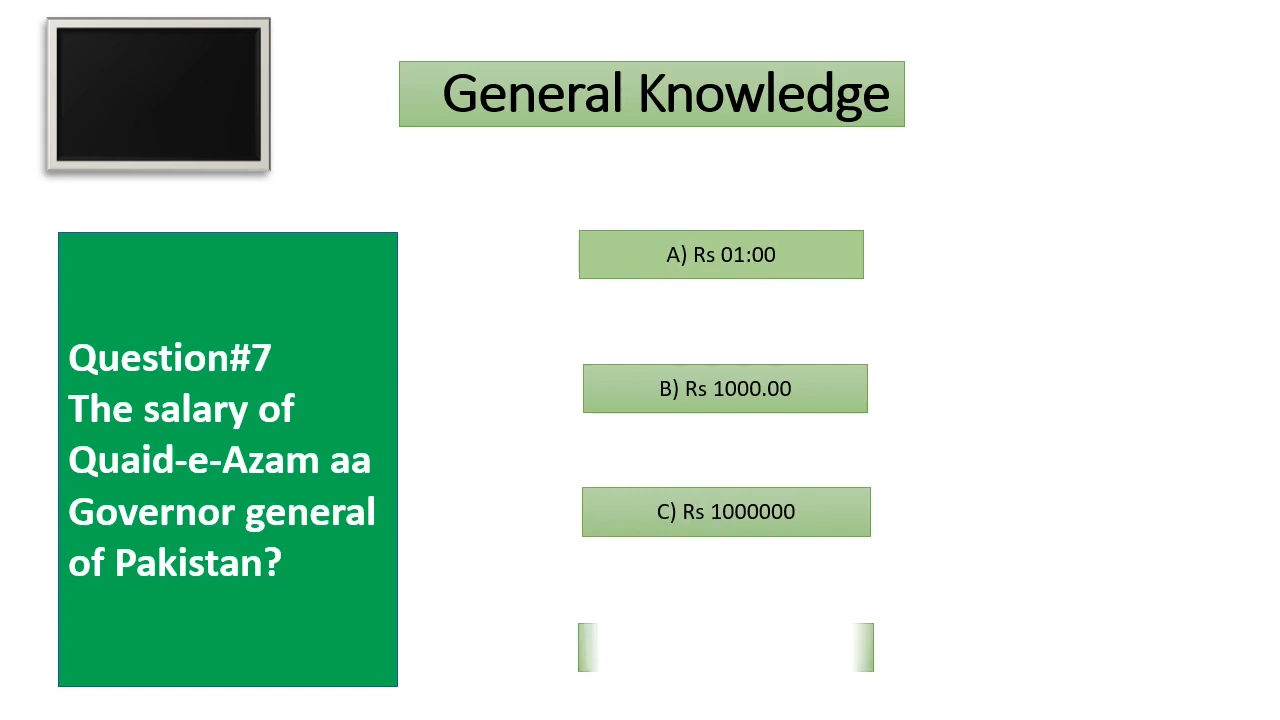 General Knowledge
Question#7
The salary of
Quaid-e-Azam aa
Governor general
of Pakistan?
A) Rs 01:00
B) Rs 1000.00
C) Rs 1000000